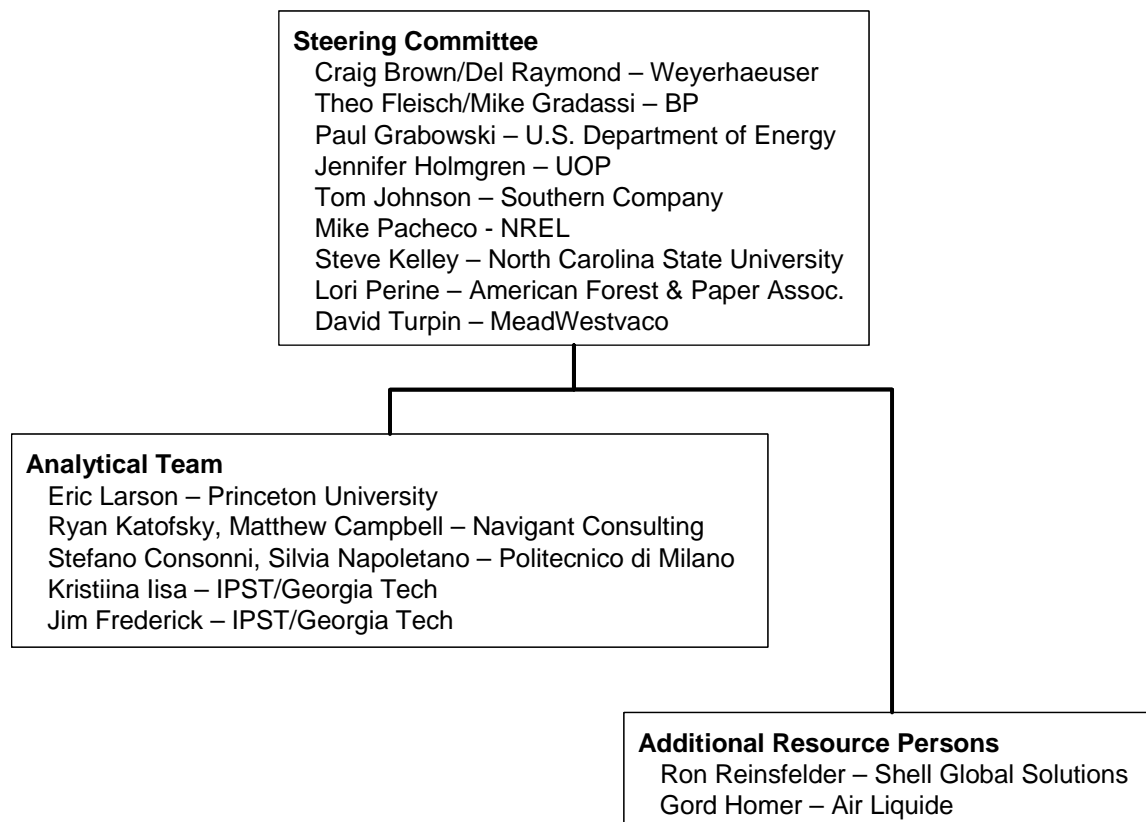 Steering Committee
Craig Brown/Del Raymond – Weyerhaeuser
Theo Fleisch/Mike Gradassi – BP
Paul Grabowski – U.S. Department of Energy
Jennifer Holmgren – UOP
Tom Johnson – Southern Company
Mike Pacheco - NREL
Steve Kelley – North Carolina State University
Lori Perine – American Forest & Paper Assoc.
David Turpin – MeadWestvaco
Analytical Team
Eric Larson – Princeton University
Ryan Katofsky, Matthew Campbell – Navigant Consulting
Stefano Consonni, Silvia Napoletano – Politecnico di Milano
Kristiina Iisa – IPST/Georgia Tech
Jim Frederick – IPST/Georgia Tech
Additional Resource Persons
Ron Reinsfelder – Shell Global Solutions
Gord Homer – Air Liquide